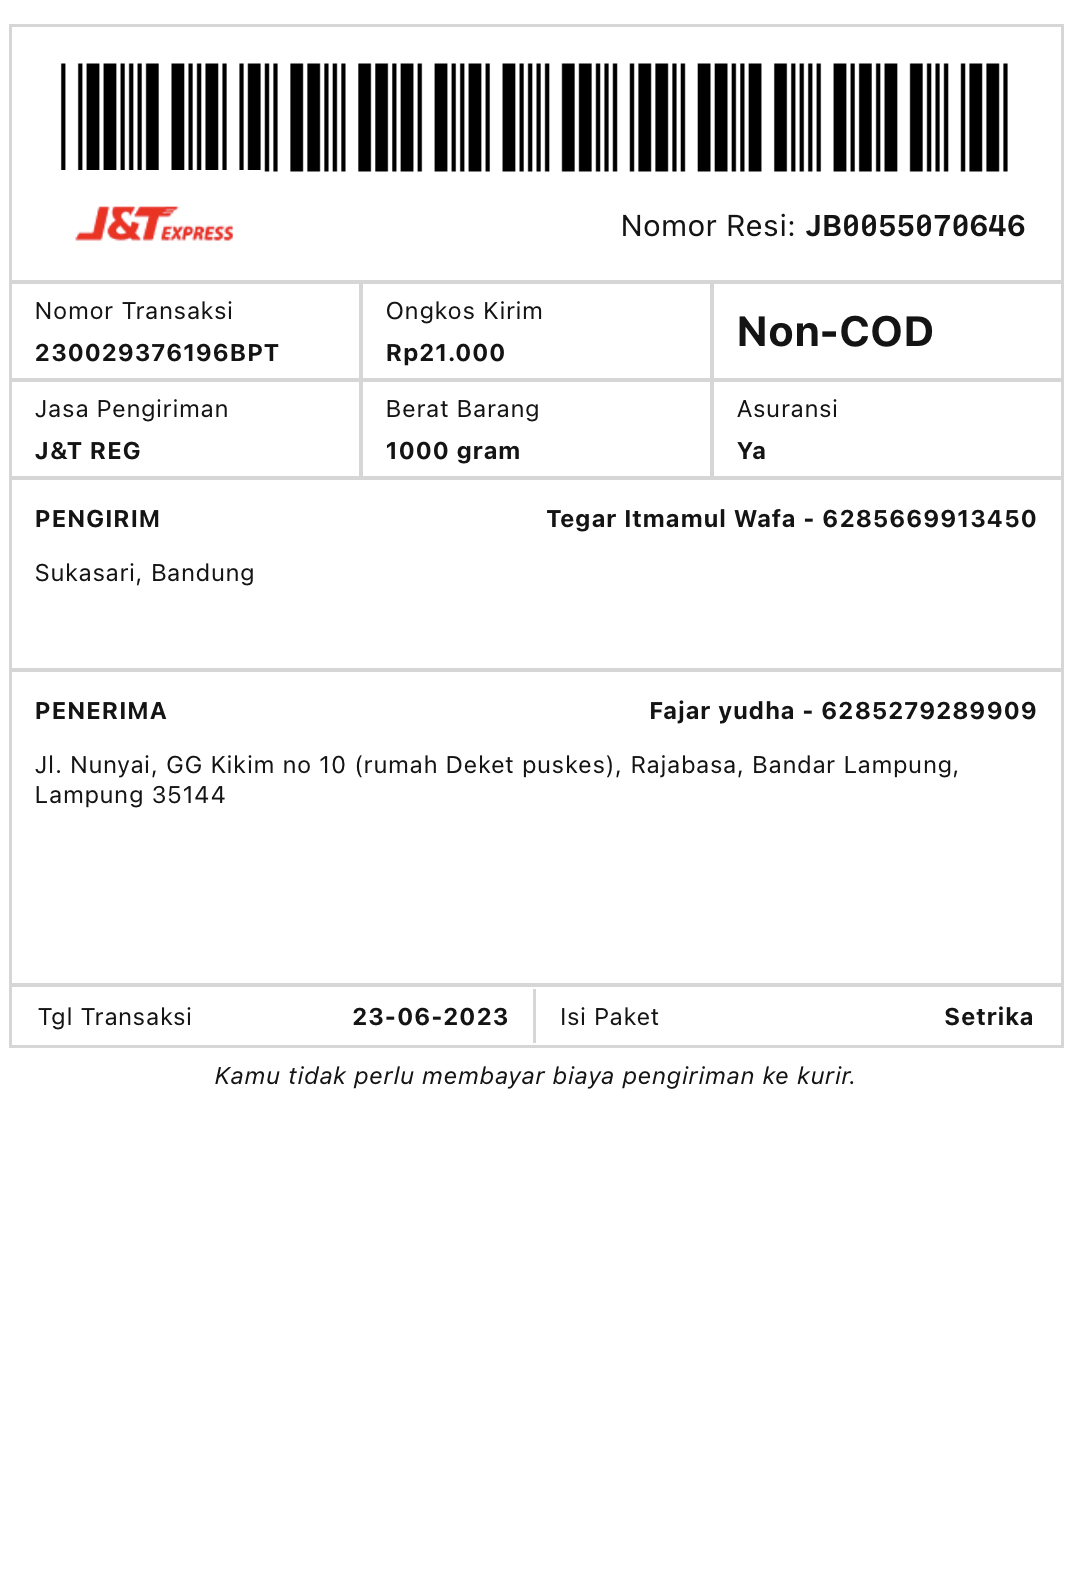 J&T EXPRESS
Nomor Resi: JB0055070646
Nomor Transaksi
230029376196BPT
Ongkos Kirim
Rp21.000
Non-COD
Jasa Pengiriman
J&T REG
Berat Barang
1000 gram
Asuransi
Ya
PENGIRIM
Tegar Itmamul Wafa - 6285669913450
Sukasari, Bandung
PENERIMA
Fajar yudha - 6285279289909
Jl. Nunyai, GG Kikim no 10 (rumah Deket puskes), Rajabasa, Bandar Lampung,
Lampung 35144
Tgl Transaksi
23-06-2023
Isi Paket
Setrika
Kamu tidak perlu membayar biaya pengiriman ke kurir.